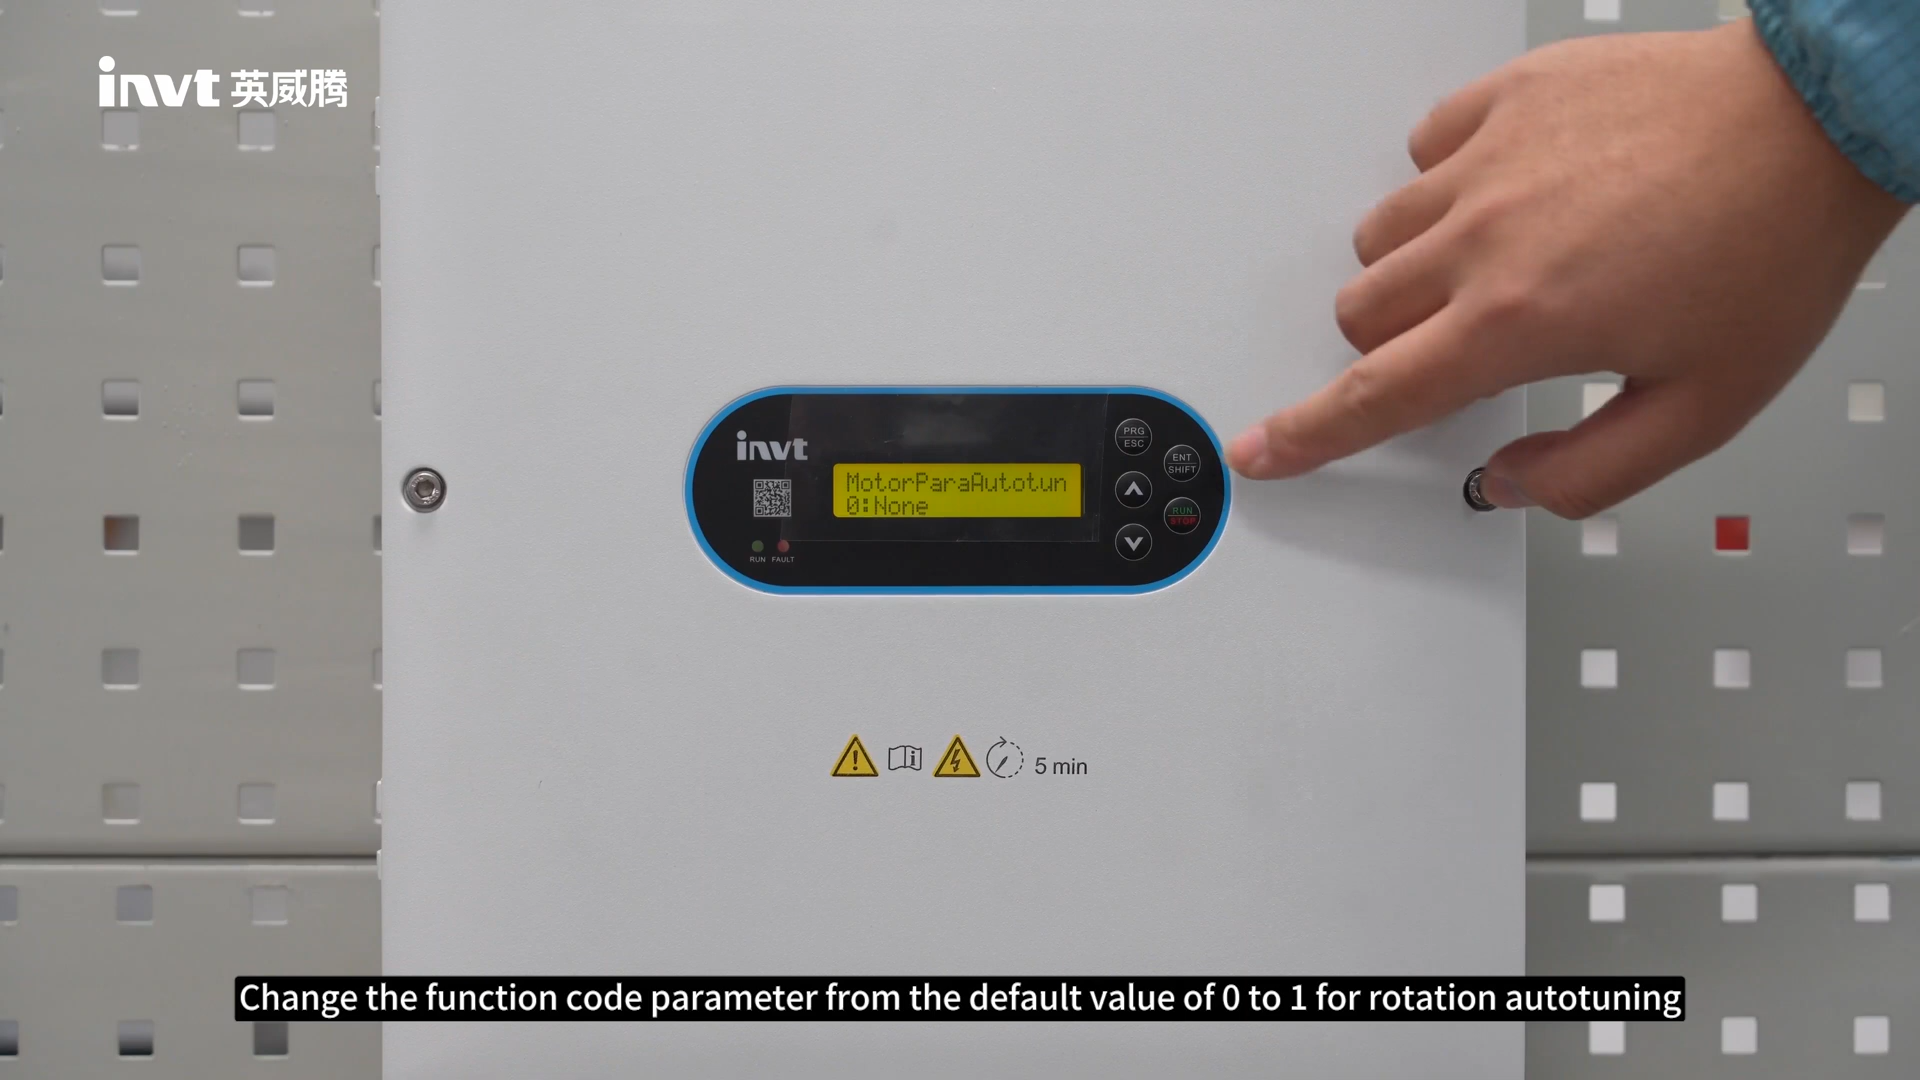 invt 英威腾
invt
MotorParaAutotun
0:None
PRG
ESC
ENT
SHIFT
RUN
STOP
RUN FAULT
5 min
Change the function code parameter from the default value of 0 to 1 for rotation autotuning